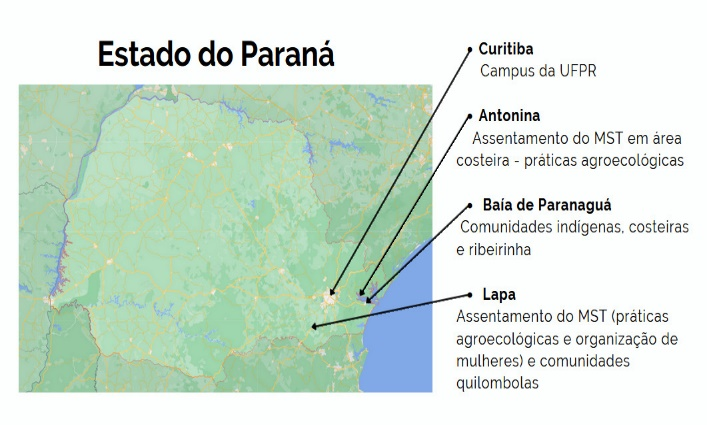 Estado do Paraná
Curitiba
Campus da UFPR
Antonina
Assentamento do MST em área
costeira - práticas agroecológicas
Baía de Paranaguá
Comunidades indígenas, costeiras
e ribeirinha
Lapa
Assentamento do MST (práticas
agroecológicas e organização de
mulheres) e comunidades
quilombolas